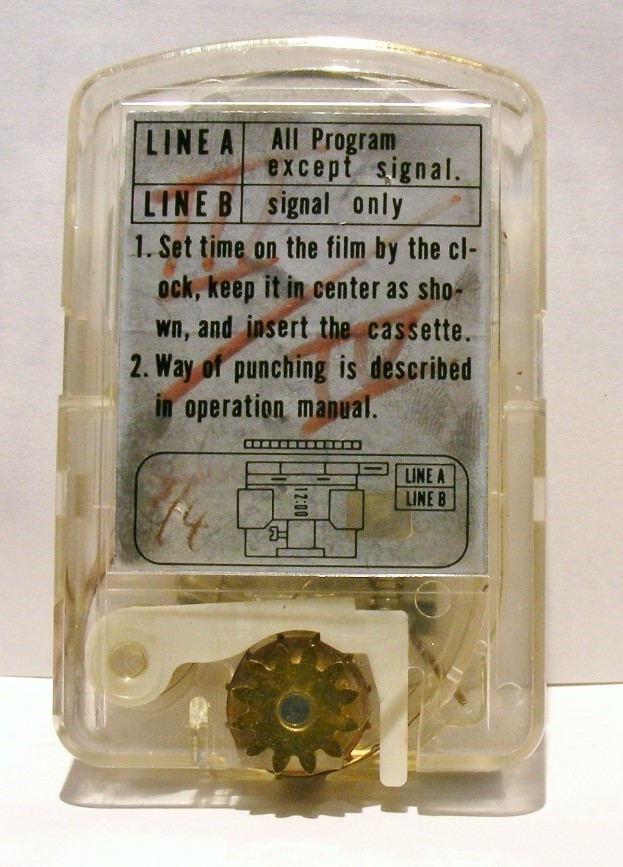 LINE A All Program
except signal.
LINE B signal only
1. Set time on the film by the cl-
ock, keep it in center as sho-
wn, and insert the cassette.
2. Way of punching is described
in operation manual.
LINE A
12:00
LINE B